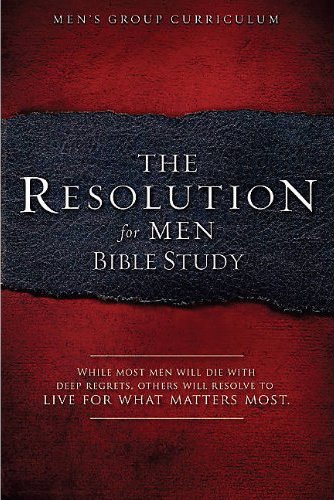 MEN'S GROUP CURRICULUM
THE
RESOLUTION
for MEN
BIBLE STUDY
WHILE MOST MEN WILL DIE WITH
DEEP REGRETS, OTHERS WILL RESOLVE TO
LIVE FOR WHAT MATTERS MOST.